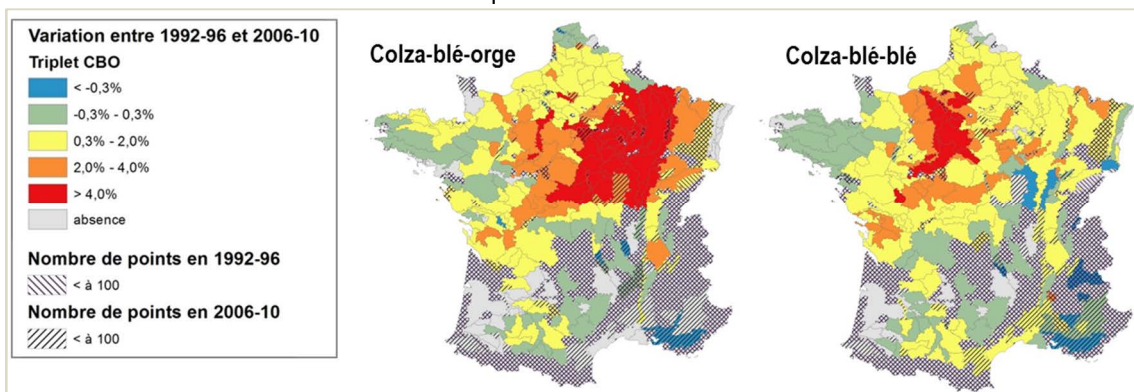 Variation entre 1992-96 et 2006-10
Triplet CBO
< -0,3%
-0,3% - 0,3%
0,3% - 2,0%
2,0% - 4,0%
> 4,0%
absence
Nombre de points en 1992-96
< à 100
Nombre de points en 2006-10
< à 100
Colza-blé-orge
Colza-blé-blé